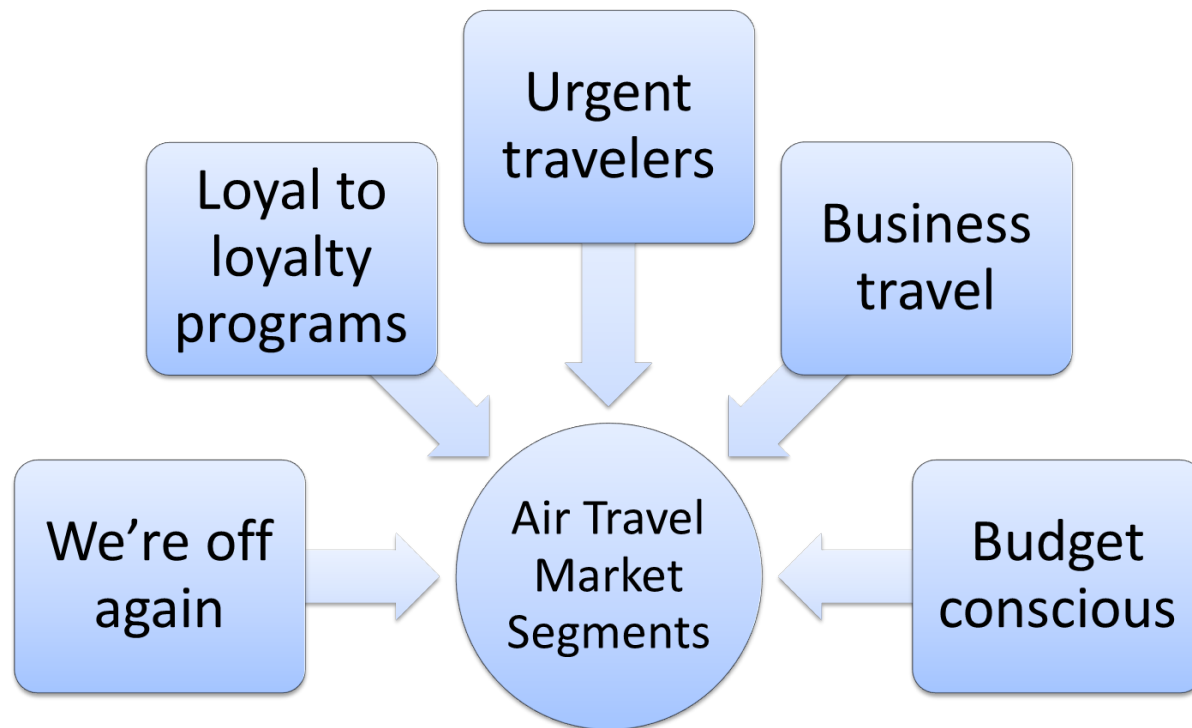 Urgent
travelers
Loyal to
loyalty
programs
Business
travel
We’re off
again
Air Travel
Market
Segments
Budget
conscious